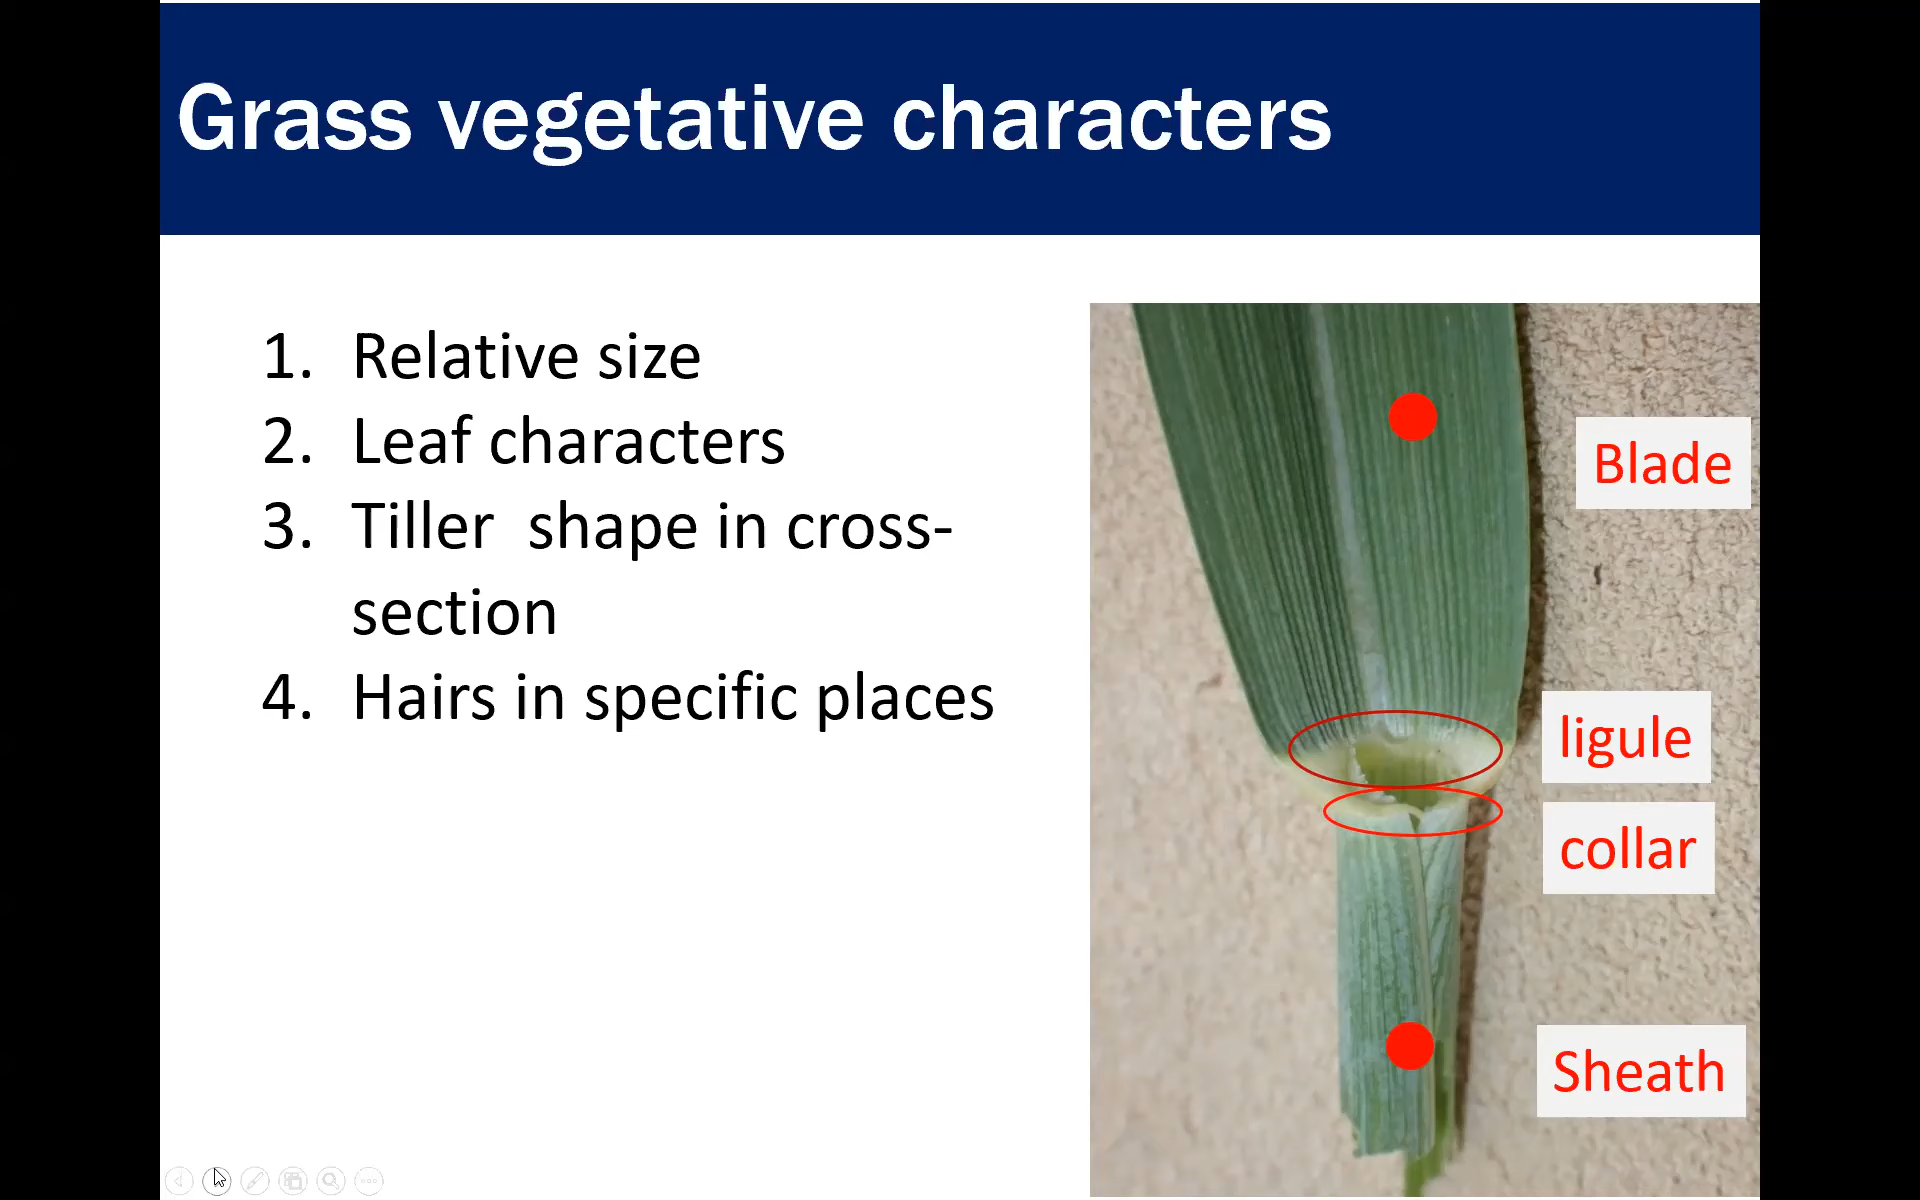 Grass vegetative characters
1. Relative size
2. Leaf characters
3. Tiller  shape in cross-
section
4. Hairs in specific places
Blade
ligule
collar
Sheath